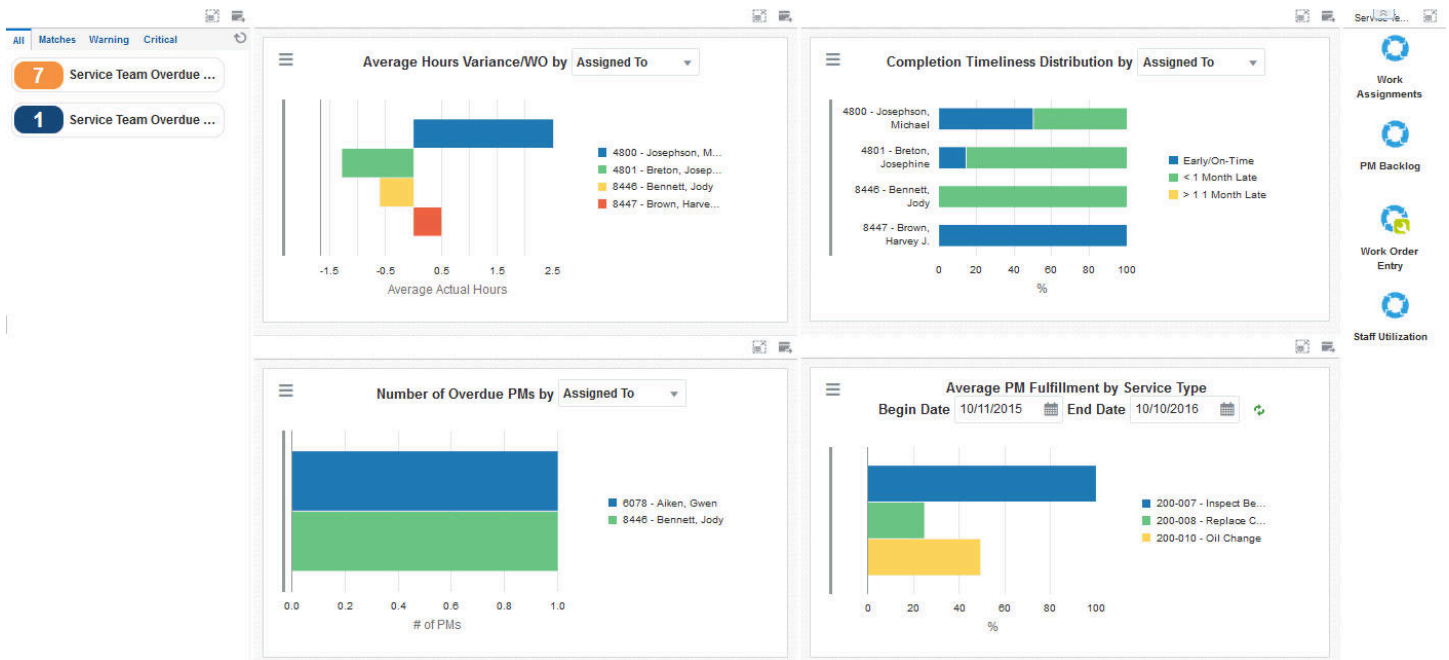 All Matches Warning Critical
7 Service Team Overdue ...
1 Service Team Overdue ...
Average Hours Variance/WO by Assigned To
4800 - Josephson, M...
4801 - Breton, Josep...
8446 - Bennett, Jody
8447 - Brown, Harve...
-1.5 -0.5 0.5 1.5 2.5
Average Actual Hours
Completion Timeliness Distribution by Assigned To
4800 - Josephson,
Michael
4801 - Breton,
Josephine
8446 - Bennett,
Jody
8447 - Brown,
Harvey J.
Early/On-Time
< 1 Month Late
> 1 1 Month Late
0 20 40 60 80 100
%
Number of Overdue PMs by Assigned To
6078 - Aiken, Gwen
8446 - Bennett, Jody
0.0 0.2 0.4 0.6 0.8 1.0
# of PMs
Average PM Fulfillment by Service Type
Begin Date 10/11/2015 End Date 10/10/2016
200-007 - Inspect Be...
200-008 - Replace C...
200-010 - Oil Change
0 20 40 60 80 100
%
Work
Assignments
PM Backlog
Work Order
Entry
Staff Utilization